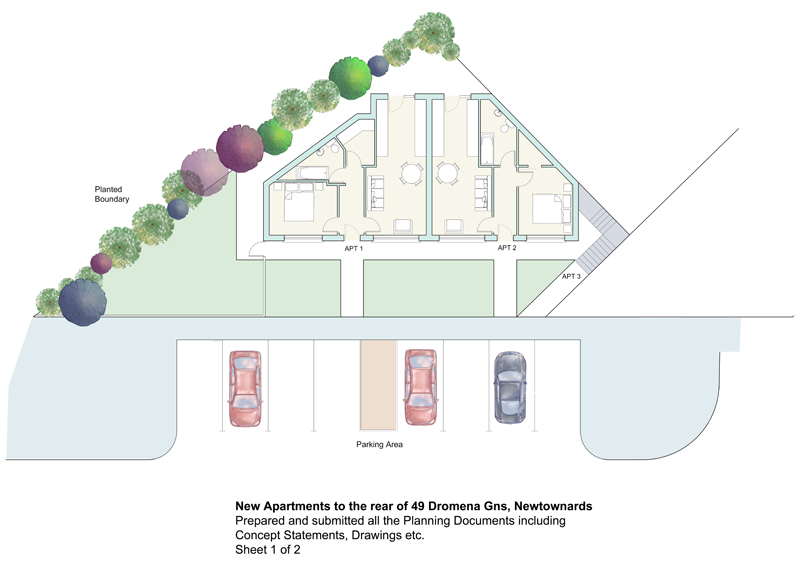 Planted
Boundary
APT 1
APT 2
APT 3
Parking Area
New Apartments to the rear of 49 Dromena Gns, Newtownards
Prepared and submitted all the Planning Documents including
Concept Statements, Drawings etc.
Sheet 1 of 2